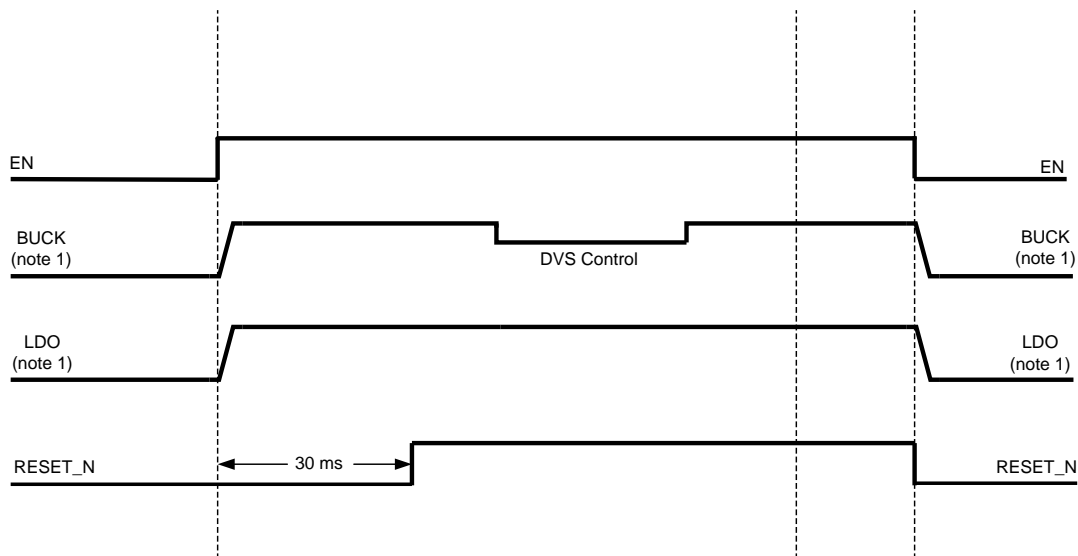 EN
EN
BUCK
(note 1)
DVS Control
BUCK
(note 1)
LDO
(note 1)
LDO
(note 1)
RESET_N
30 ms
RESET_N